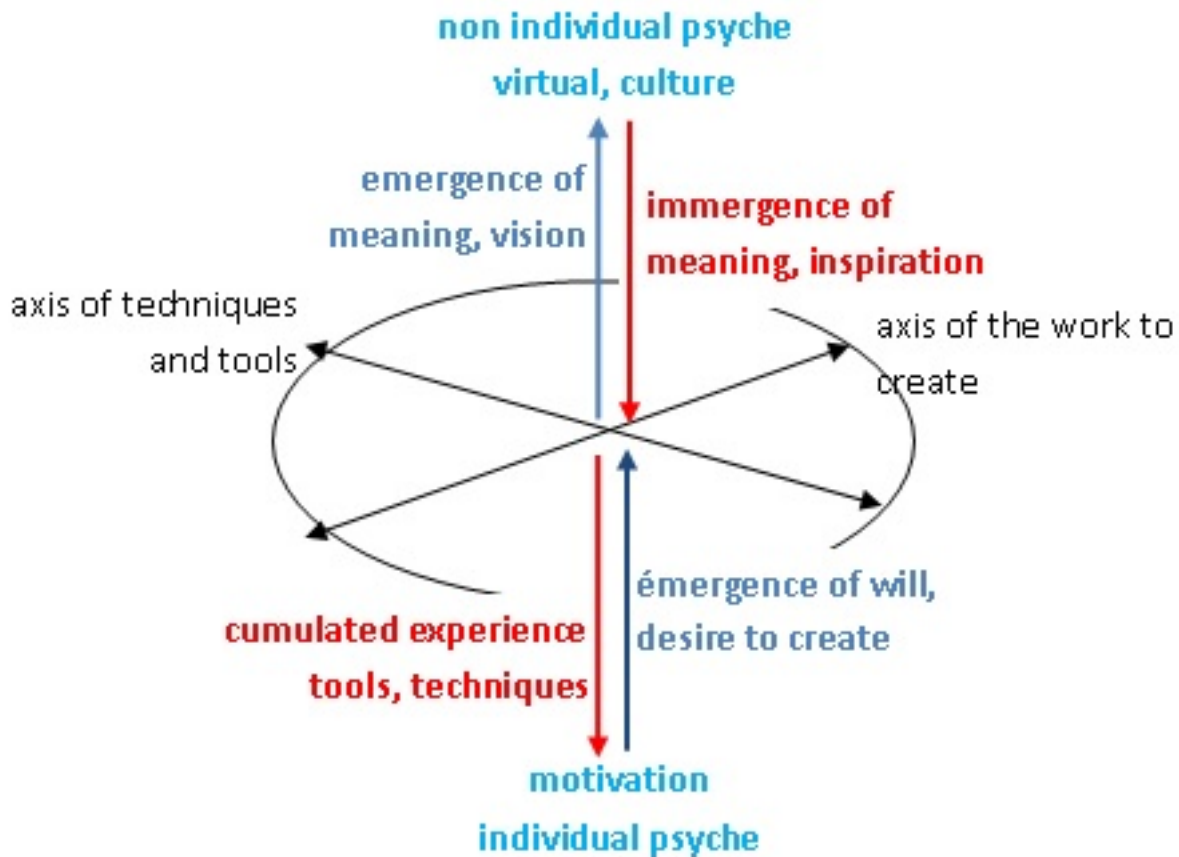 non individual psyche
virtual, culture
emergence of
meaning, vision
immergence of
meaning, inspiration
axis of techniques
and tools
axis of the work to
create
cumulated experience
tools, techniques
émergence of will,
desire to create
motivation
individual psyche